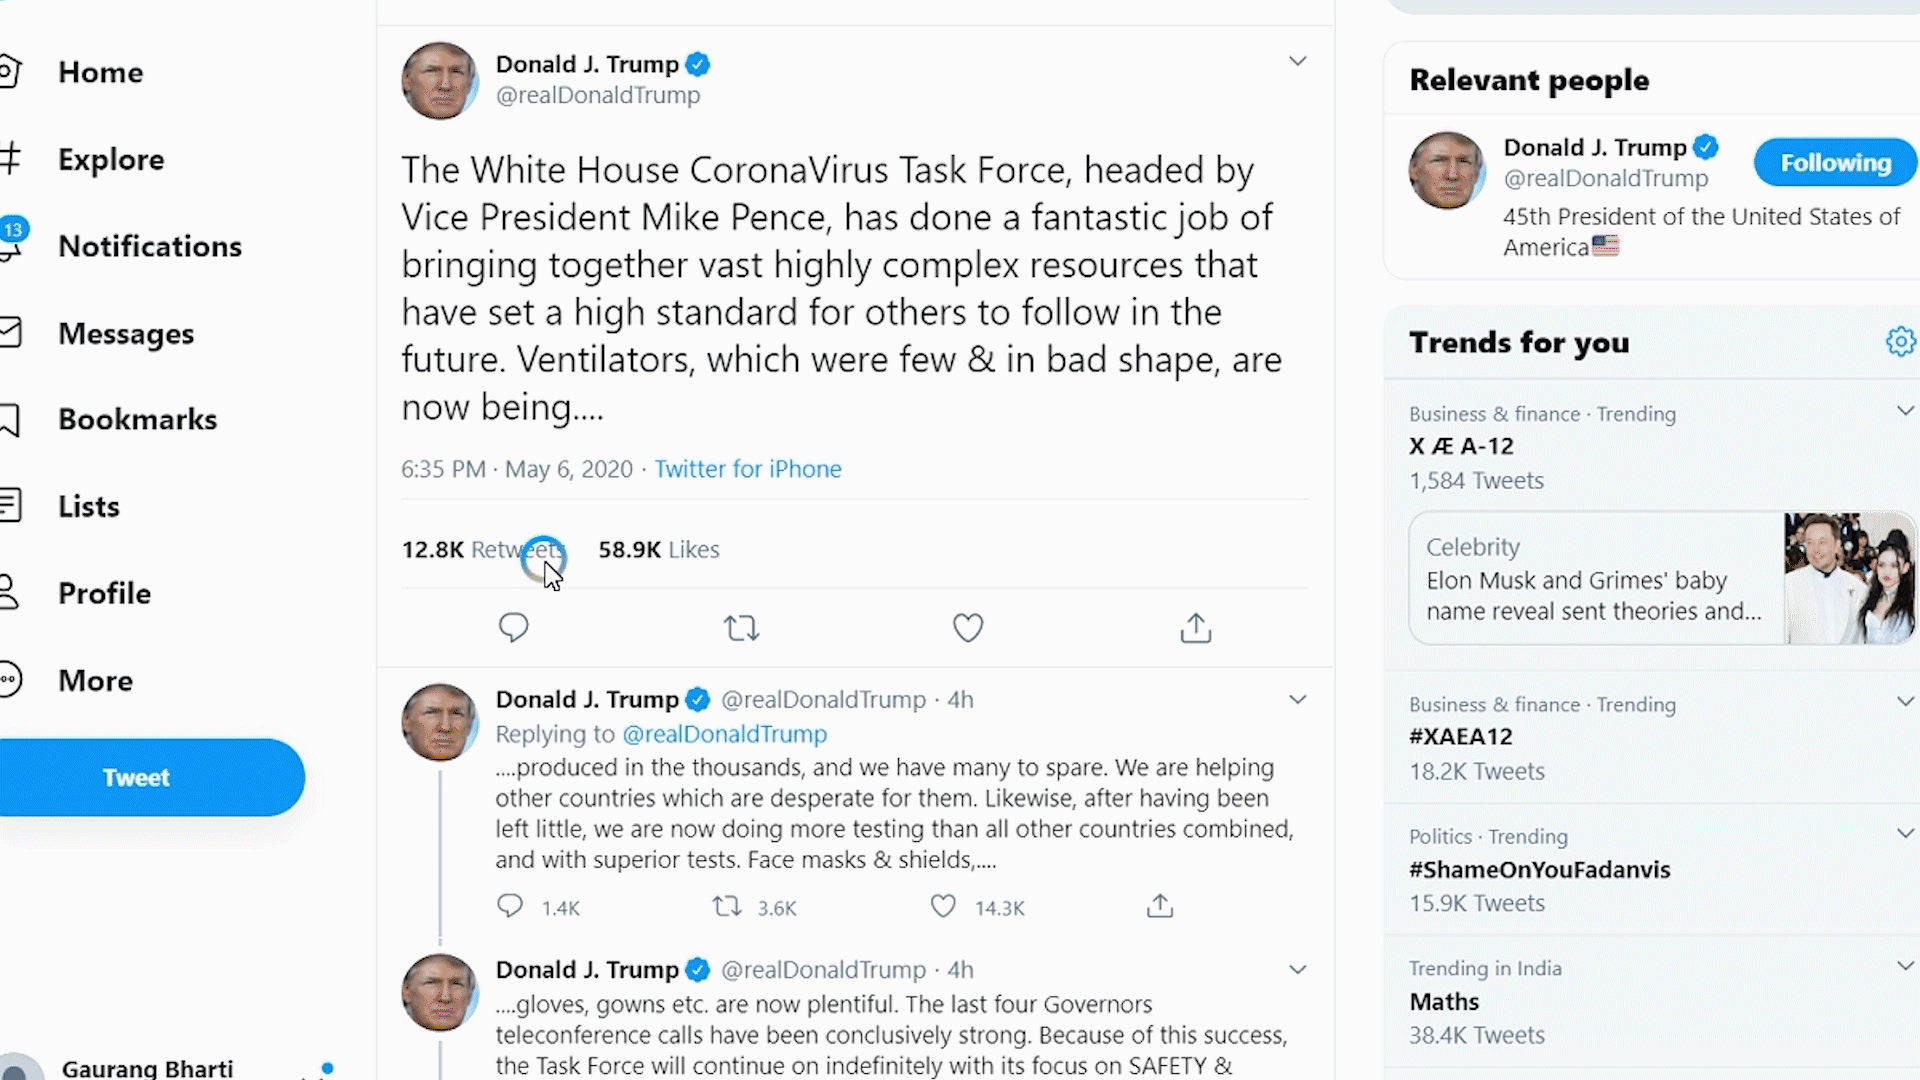 Home
Explore
13
Notifications
Messages
Bookmarks
Lists
Profile
More
Tweet
Gaurang Bharti
Donald J. Trump
@realDonaldTrump
The White House CoronaVirus Task Force, headed by
Vice President Mike Pence, has done a fantastic job of
bringing together vast highly complex resources that
have set a high standard for others to follow in the
future. Ventilators, which were few & in bad shape, are
now being....
6:35 PM · May 6, 2020 · Twitter for iPhone
12.8K Retweets 58.9K Likes
Donald J. Trump @realDonaldTrump · 4h
Replying to @realDonaldTrump
....produced in the thousands, and we have many to spare. We are helping
other countries which are desperate for them. Likewise, after having been
left little, we are now doing more testing than all other countries combined,
and with superior tests. Face masks & shields,....
1.4K 3.6K 14.3K
Donald J. Trump @realDonaldTrump · 4h
....gloves, gowns etc. are now plentiful. The last four Governors
teleconference calls have been conclusively strong. Because of this success,
the Task Force will continue on indefinitely with its focus on SAFETY &
Relevant people
Donald J. Trump
@realDonaldTrump
Following
45th President of the United States of
America🇺🇸
Trends for you
Business & finance · Trending
X Æ A-12
1,584 Tweets
Celebrity
Elon Musk and Grimes' baby
name reveal sent theories and...
Business & finance · Trending
#XAEA12
18.2K Tweets
Politics · Trending
#ShameOnYouFadanvis
15.9K Tweets
Trending in India
Maths
38.4K Tweets